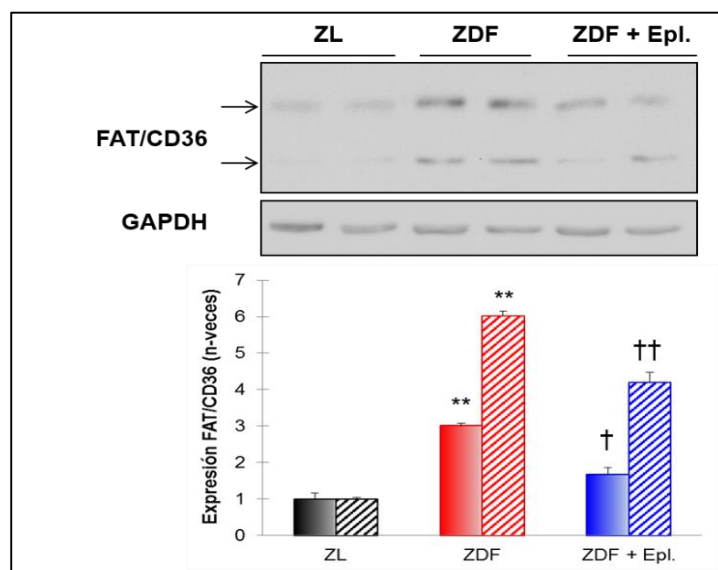 ZL ZDF ZDF + Epl.
FAT/CD36
GAPDH
Expresión FAT/CD36 (n-veces)
7
6
5
4
3
2
1
0
**
**
†
††
ZL ZDF ZDF + Epl.